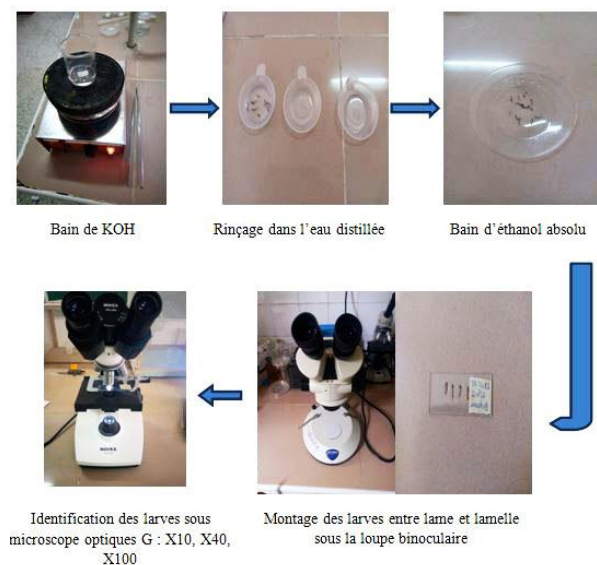 Bain de KOH
Rinçage dans l'eau distillée
Bain d'éthanol absolu
NOVEX
Identification des larves sous
microscope optiques G : X10, X40,
X100
Montage des larves entre lame et lamelle
sous la loupe binoculaire